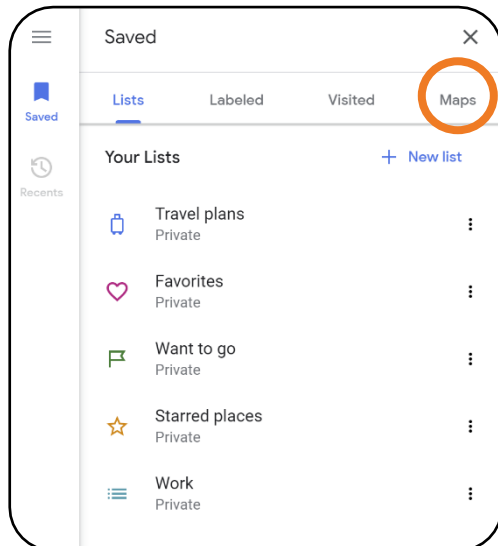 Saved
Saved
Recents
Lists Labeled Visited Maps
Your Lists + New list
Travel plans
Private
Favorites
Private
Want to go
Private
Starred places
Private
Work
Private